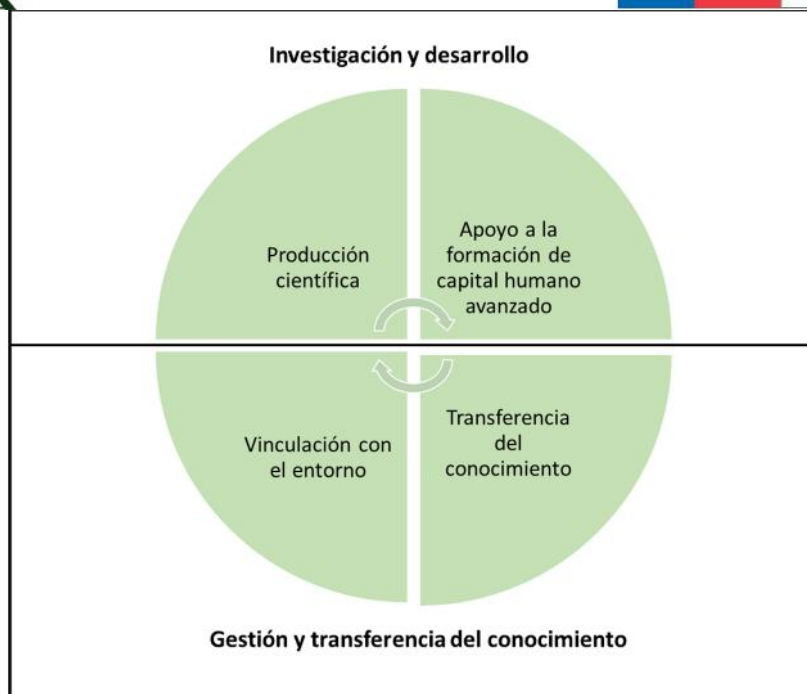 Investigación y desarrollo
Producción
científica
Apoyo a la
formación de
capital humano
avanzado
Vinculación con
el entorno
Transferencia
del
conocimiento
Gestión y transferencia del conocimiento